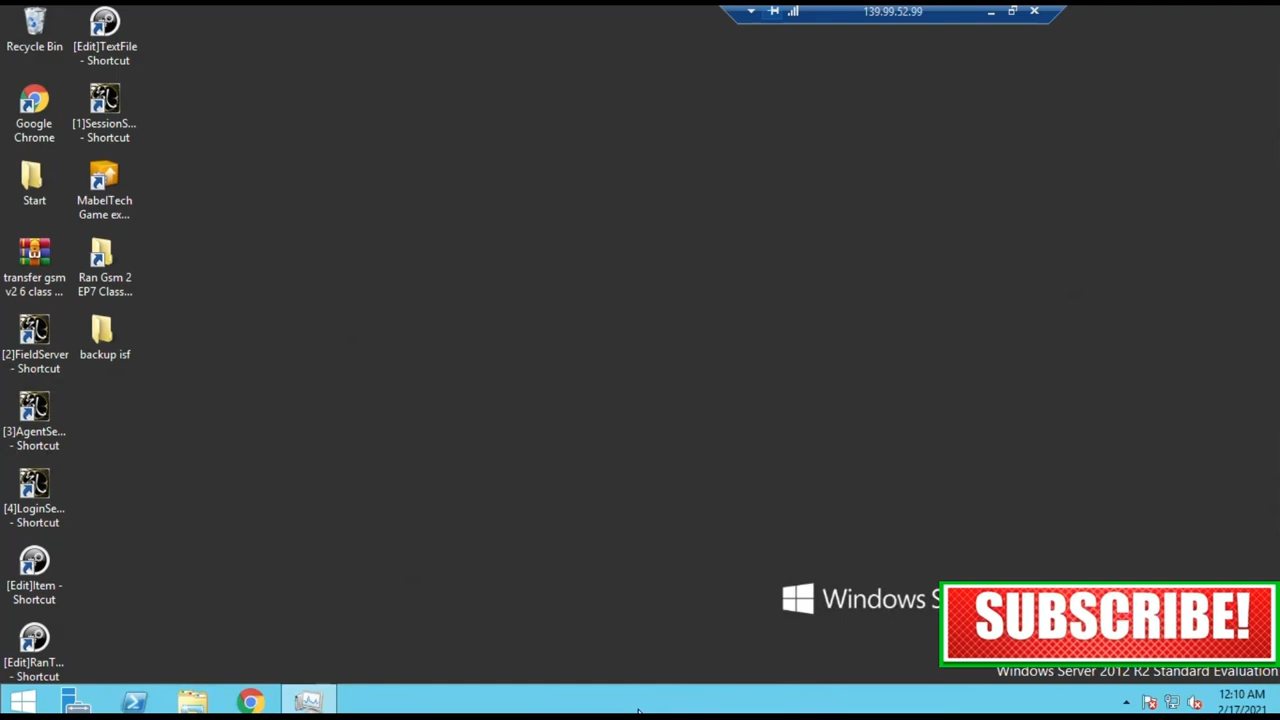 139.99.52.99
Recycle Bin
[Edit]TextFile
- Shortcut
Google
Chrome
[1]SessionS...
- Shortcut
Start
MabelTech
Game ex...
transfer gsm
v2 6 class ...
Ran Gsm 2
EP7 Class...
[2]FieldServer
- Shortcut
backup isf
[3]AgentSe...
- Shortcut
[4]LoginSe...
- Shortcut
[Edit]Item -
Shortcut
[Edit]RanT...
- Shortcut
Windows S
SUBSCRIBE!
Windows Server 2012 R2 Standard Evaluation
12:10 AM
2/17/2021